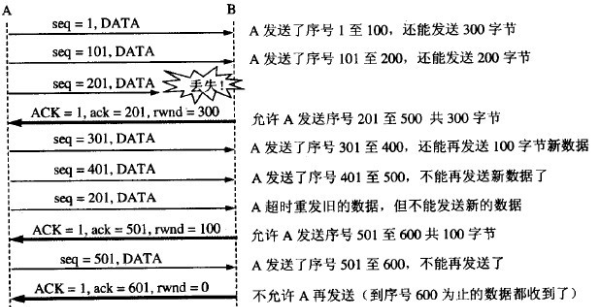 A B
seq = 1, DATA A 发送了序号 1 至 100，还能发送 300 字节
seq = 101, DATA A 发送了序号 101 至 200，还能发送 200 字节
seq = 201, DATA 丢失！
ACK = 1, ack = 201, rwnd = 300 允许 A 发送序号 201 至 500 共 300 字节
seq = 301, DATA A 发送了序号 301 至 400，还能再发送 100 字节新数据
seq = 401, DATA A 发送了序号 401 至 500，不能再发送新数据了
seq = 201, DATA A 超时重发旧的数据，但不能发送新的数据
ACK = 1, ack = 501, rwnd = 100 允许 A 发送序号 501 至 600 共 100 字节
seq = 501, DATA A 发送了序号 501 至 600，不能再发送了
ACK = 1, ack = 601, rwnd = 0 不允许 A 再发送（到序号 600 为止的数据都收到了）